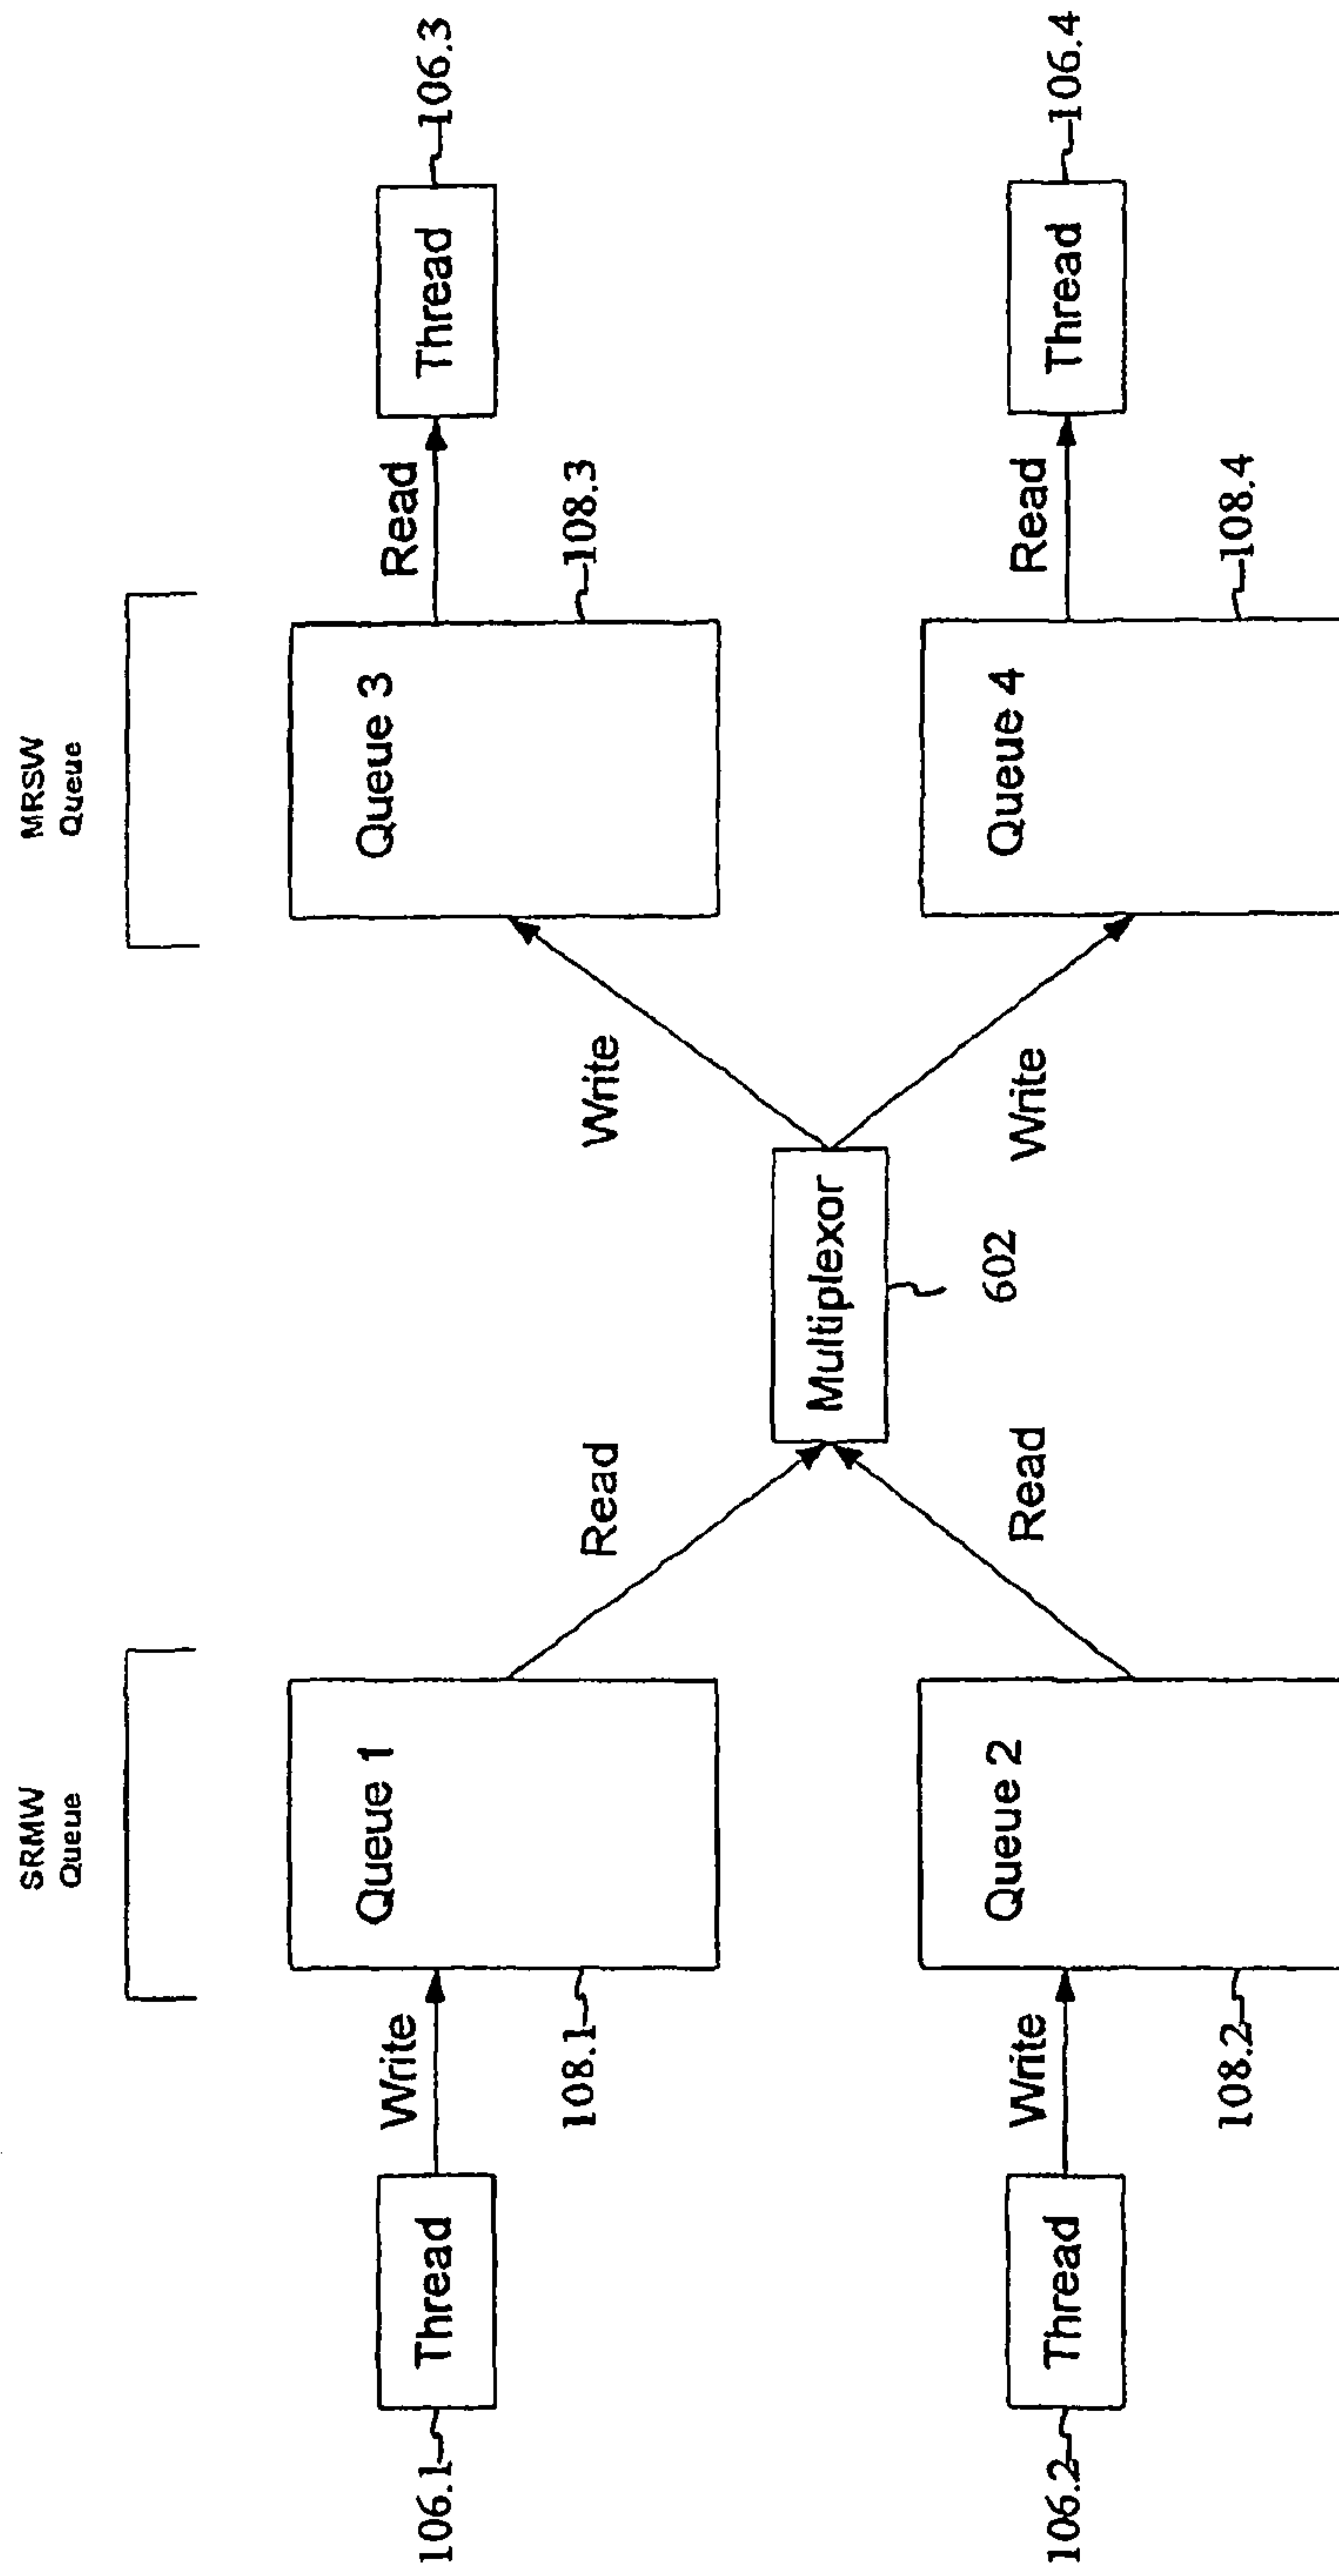 SRMW
Queue
MRSW
Queue
106.1
Thread
Write
Queue 1
108.1
Read
Write
Queue 3
108.3
Read
Thread
106.3
Multiplexor
602
106.2
Thread
Write
Queue 2
108.2
Read
Write
Queue 4
108.4
Read
Thread
106.4